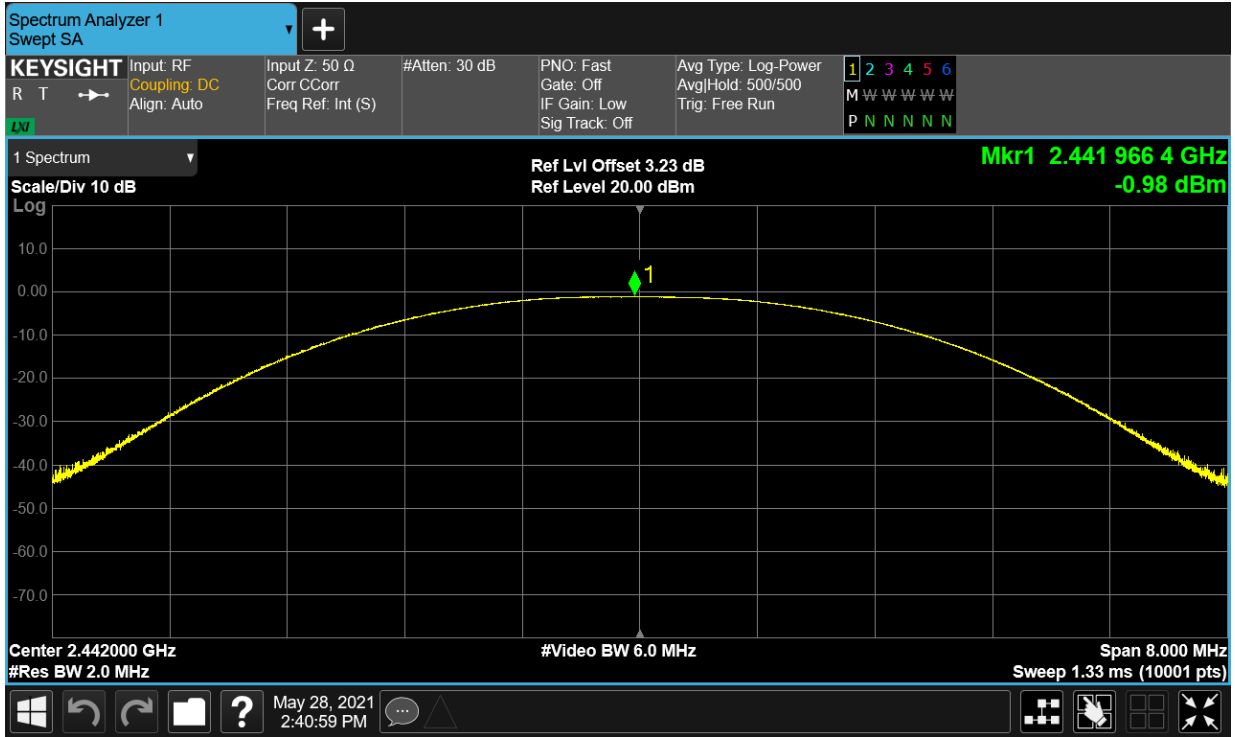 Spectrum Analyzer 1
Swept SA
KEYSIGHT
R T
LXI
Input: RF
Coupling: DC
Align: Auto
Input Z: 50 Ω
Corr CCorr
Freq Ref: Int (S)
#Atten: 30 dB
PNO: Fast
Gate: Off
IF Gain: Low
Sig Track: Off
Avg Type: Log-Power
Avg|Hold: 500/500
Trig: Free Run
1 2 3 4 5 6
M W W W W W
P N N N N N
1 Spectrum
Scale/Div 10 dB
Log
Ref Lvl Offset 3.23 dB
Ref Level 20.00 dBm
Mkr1 2.441 966 4 GHz
-0.98 dBm
1
10.0
0.00
-10.0
-20.0
-30.0
-40.0
-50.0
-60.0
-70.0
Center 2.442000 GHz
#Res BW 2.0 MHz
#Video BW 6.0 MHz
Span 8.000 MHz
Sweep 1.33 ms (10001 pts)
?
May 28, 2021
2:40:59 PM